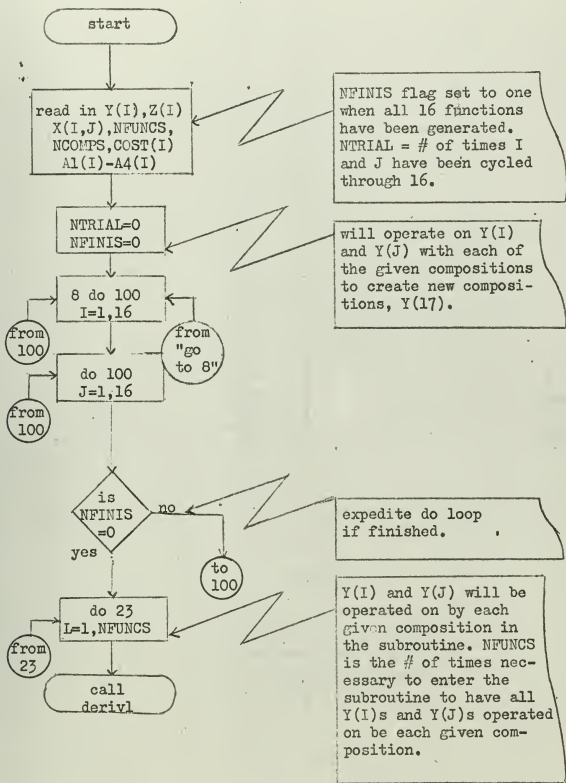 start
read in Y(I),Z(I)
X(I,J),NFUNCS,
NCOMPS,COST(I)
A1(I)-A4(I)
NFINIS flag set to one
when all 16 functions
have been generated.
NTRIAL = # of times I
and J have been cycled
through 16.
NTRIAL=0
NFINIS=0
will operate on Y(I)
and Y(J) with each of
the given compositions
to create new composi-
tions, Y(17).
8 do 100
I=1,16
from
100
from
"go
to 8"
do 100
J=1,16
from
100
is
NFINIS
=0
no
yes
to
100
expedite do loop
if finished.
do 23
L=1,NFUNCS
from
23
Y(I) and Y(J) will be
operated on by each
given composition in
the subroutine. NFUNCS
is the # of times nec-
essary to enter the
subroutine to have all
Y(I)s and Y(J)s operated
on be each given com-
position.
call
derivl